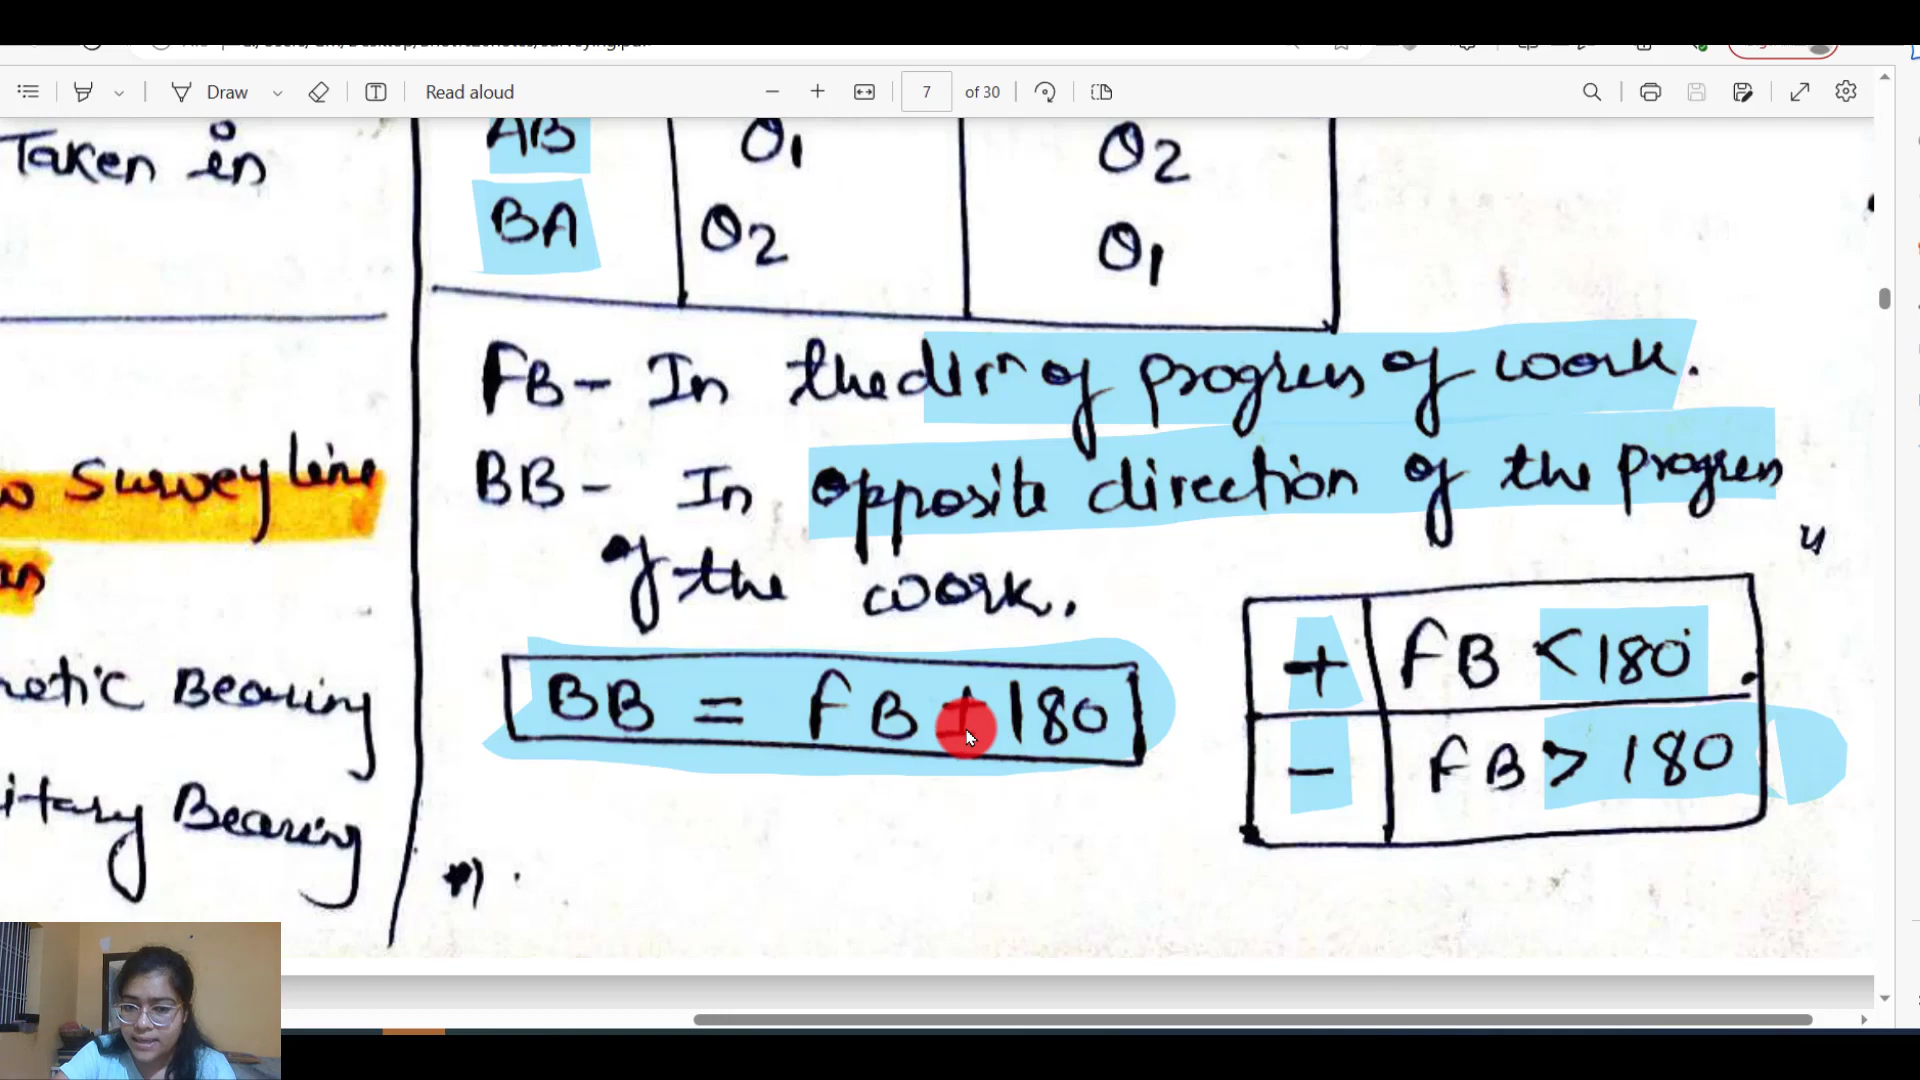 Draw
Read aloud
7
of 30
Taken in
Survey line
Bearing
Bearing
AB θ1 θ2
BA θ2 θ1
FB - In the dirⁿ of progress of work.
BB - In opposite direction of the progress
of the work.
BB = FB ± 180
+ FB < 180
- FB > 180